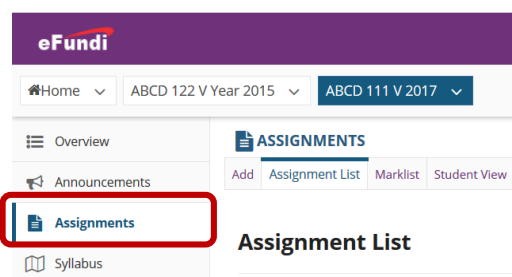 eFundi
Home ABCD 122 V Year 2015 ABCD 111 V 2017
Overview
Announcements
Assignments
Syllabus
ASSIGNMENTS
Add Assignment List Marklist Student View
Assignment List